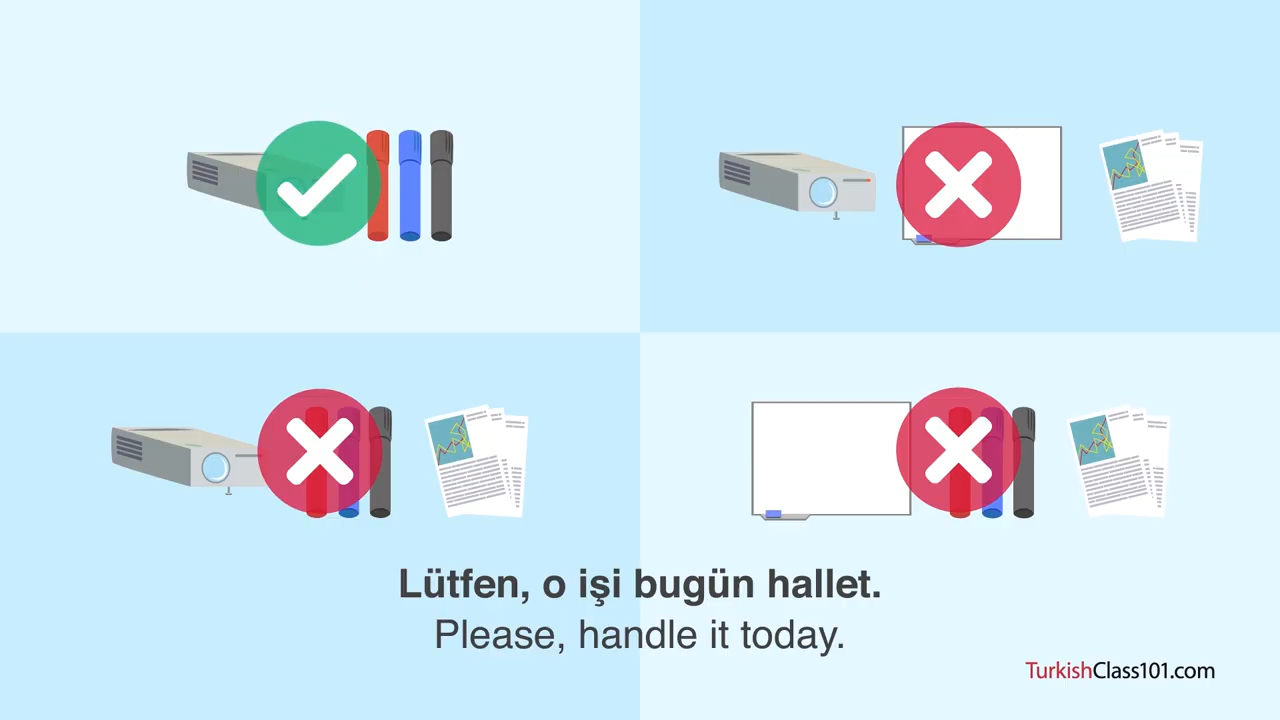 Lütfen, o işi bugün hallet.
Please, handle it today.
TurkishClass101.com